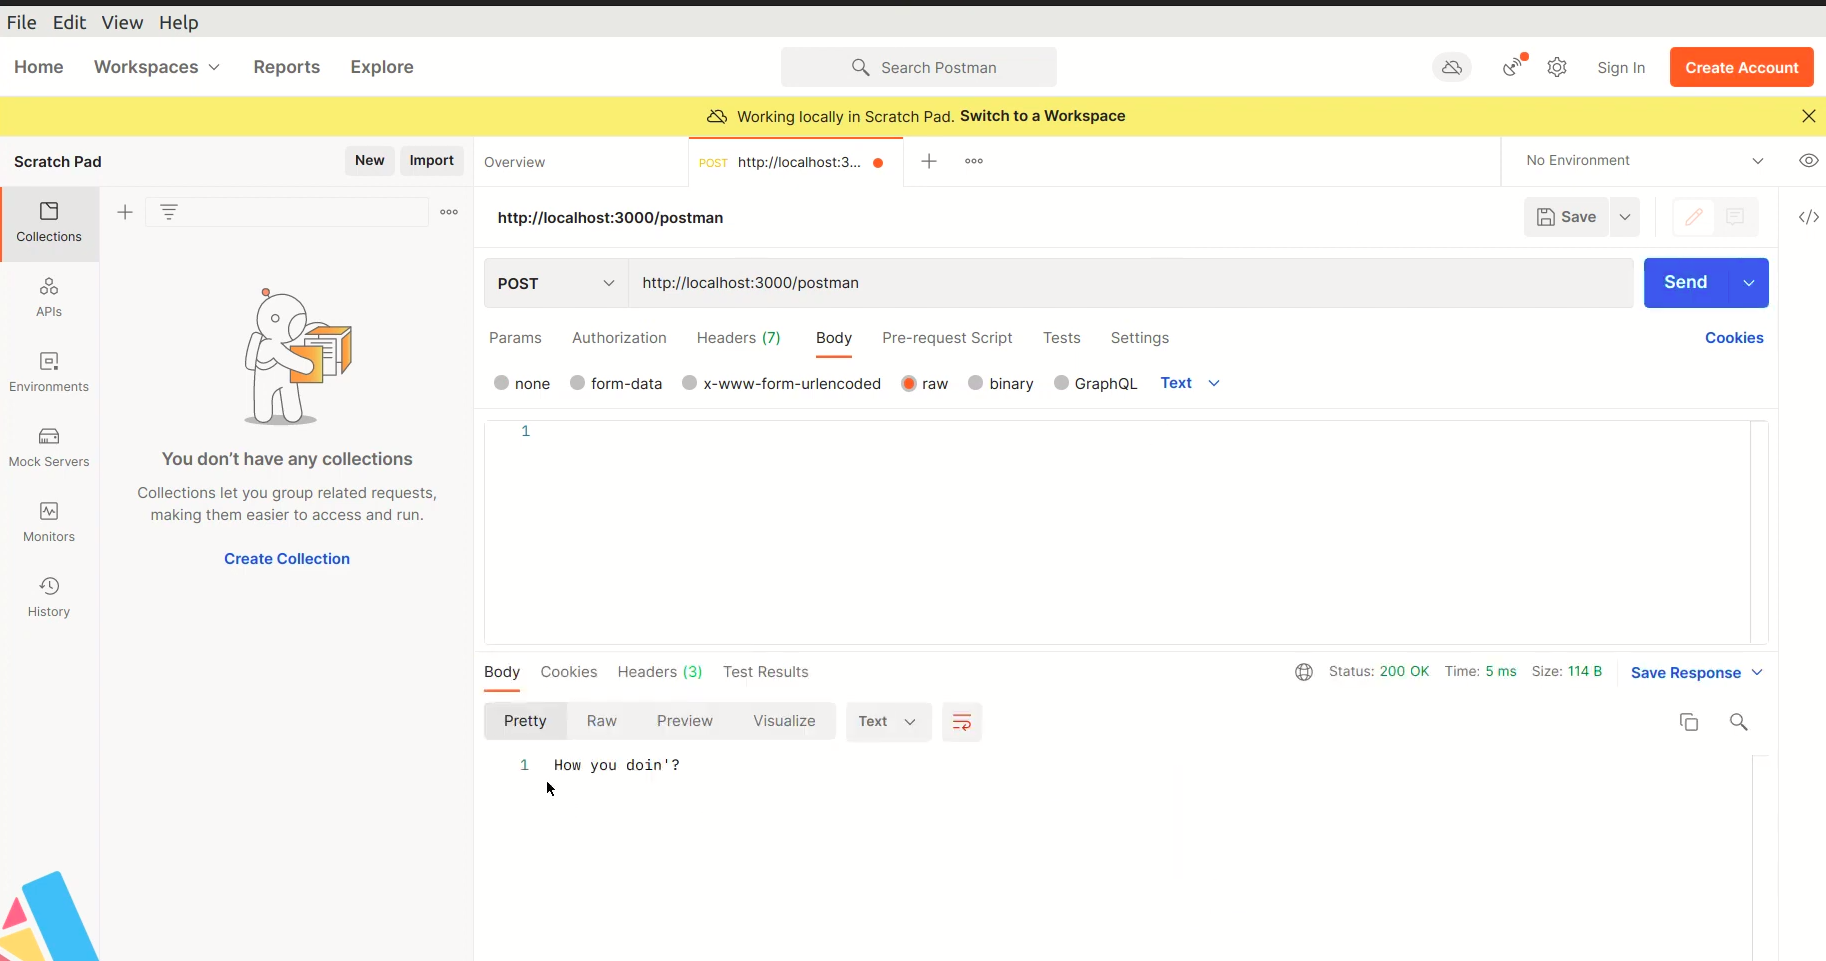 File Edit View Help
Home Workspaces Reports Explore Search Postman Sign In Create Account
Working locally in Scratch Pad. Switch to a Workspace
Scratch Pad New Import Overview POST http://localhost:3... No Environment
Collections
http://localhost:3000/postman Save
POST http://localhost:3000/postman Send
APIs
Params Authorization Headers (7) Body Pre-request Script Tests Settings Cookies
Environments
none form-data x-www-form-urlencoded raw binary GraphQL Text
1
Mock Servers
You don't have any collections
Collections let you group related requests,
making them easier to access and run.
Monitors
Create Collection
History
Body Cookies Headers (3) Test Results Status: 200 OK Time: 5 ms Size: 114 B Save Response
Pretty Raw Preview Visualize Text
1 How you doin'?